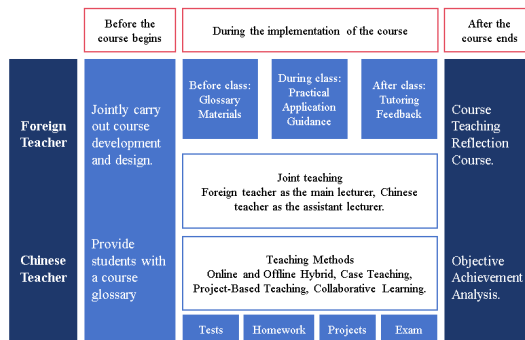 Before the
course begins
During the implementation of the course
After the
course ends
Foreign
Teacher
Jointly carry
out course
development
and design.
Before class:
Glossary
Materials
During class:
Practical
Application
Guidance
After class:
Tutoring
Feedback
Course
Teaching
Reflection
Course.
Joint teaching
Foreign teacher as the main lecturer, Chinese
teacher as the assistant lecturer.
Chinese
Teacher
Provide
students with
a course
glossary
Teaching Methods
Online and Offline Hybrid, Case Teaching,
Project-Based Teaching, Collaborative Learning.
Objective
Achievement
Analysis.
Tests
Homework
Projects
Exam